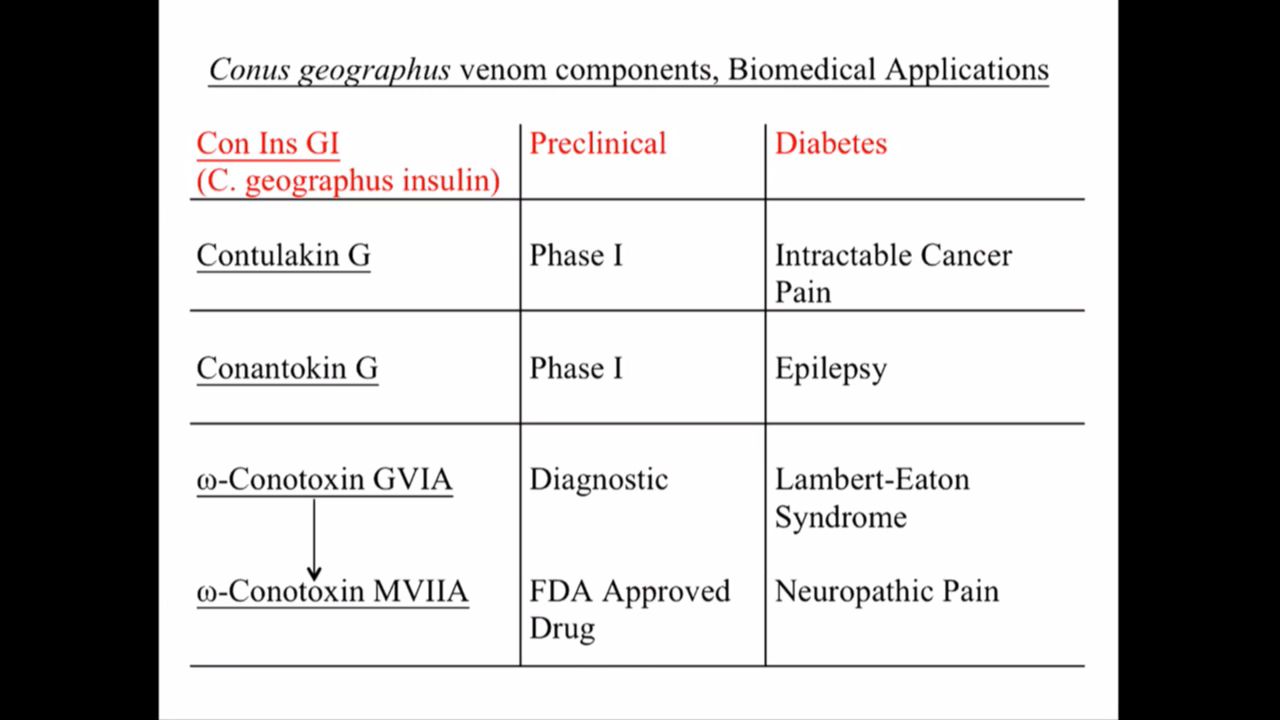 Conus geographus venom components, Biomedical Applications
Con Ins GI Preclinical Diabetes
(C. geographus insulin)
Contulakin G Phase I Intractable Cancer
Pain
Conantokin G Phase I Epilepsy
ω-Conotoxin GVIA Diagnostic Lambert-Eaton
Syndrome
ω-Conotoxin MVIIA FDA Approved Neuropathic Pain
Drug